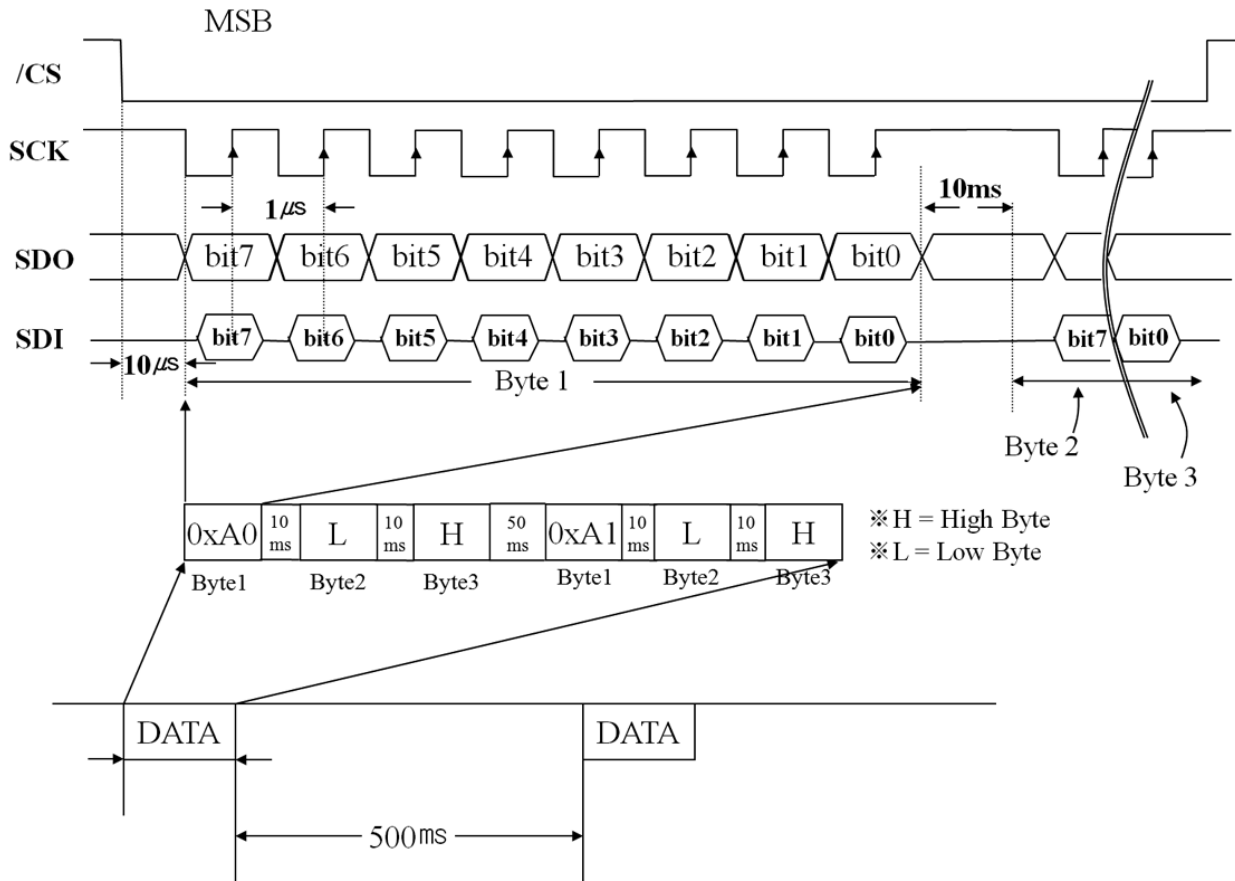 MSB
/CS
SCK
1㎲
10ms
SDO
bit7 bit6 bit5 bit4 bit3 bit2 bit1 bit0
SDI
bit7 bit6 bit5 bit4 bit3 bit2 bit1 bit0 bit7 bit0
10㎲
Byte 1
Byte 2
Byte 3
0xA0 10 ms L 10 ms H 50 ms 0xA1 10 ms L 10 ms H
Byte1 Byte2 Byte3 Byte1 Byte2 Byte3
※H = High Byte
※L = Low Byte
DATA DATA
500㎳